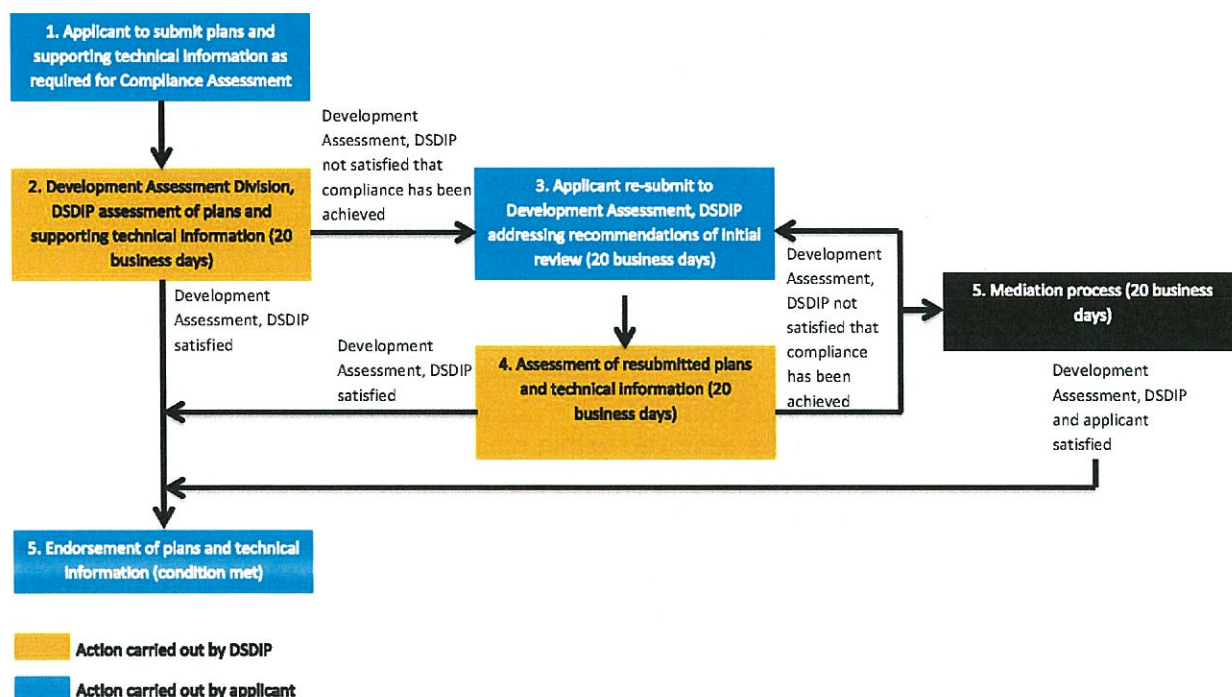 1. Applicant to submit plans and
supporting technical information as
required for Compliance Assessment
Development
Assessment, DSDIP
not satisfied that
compliance has been
achieved
2. Development Assessment Division,
DSDIP assessment of plans and
supporting technical information (20
business days)
3. Applicant re-submit to
Development Assessment, DSDIP
addressing recommendations of initial
review (20 business days)
Development
Assessment, DSDIP
satisfied
Development
Assessment, DSDIP
satisfied
4. Assessment of resubmitted plans
and technical information (20
business days)
Development
Assessment,
DSDIP not
satisfied that
compliance
has been
achieved
5. Mediation process (20 business
days)
Development
Assessment, DSDIP
and applicant
satisfied
5. Endorsement of plans and technical
information (condition met)
Action carried out by DSDIP
Action carried out by applicant